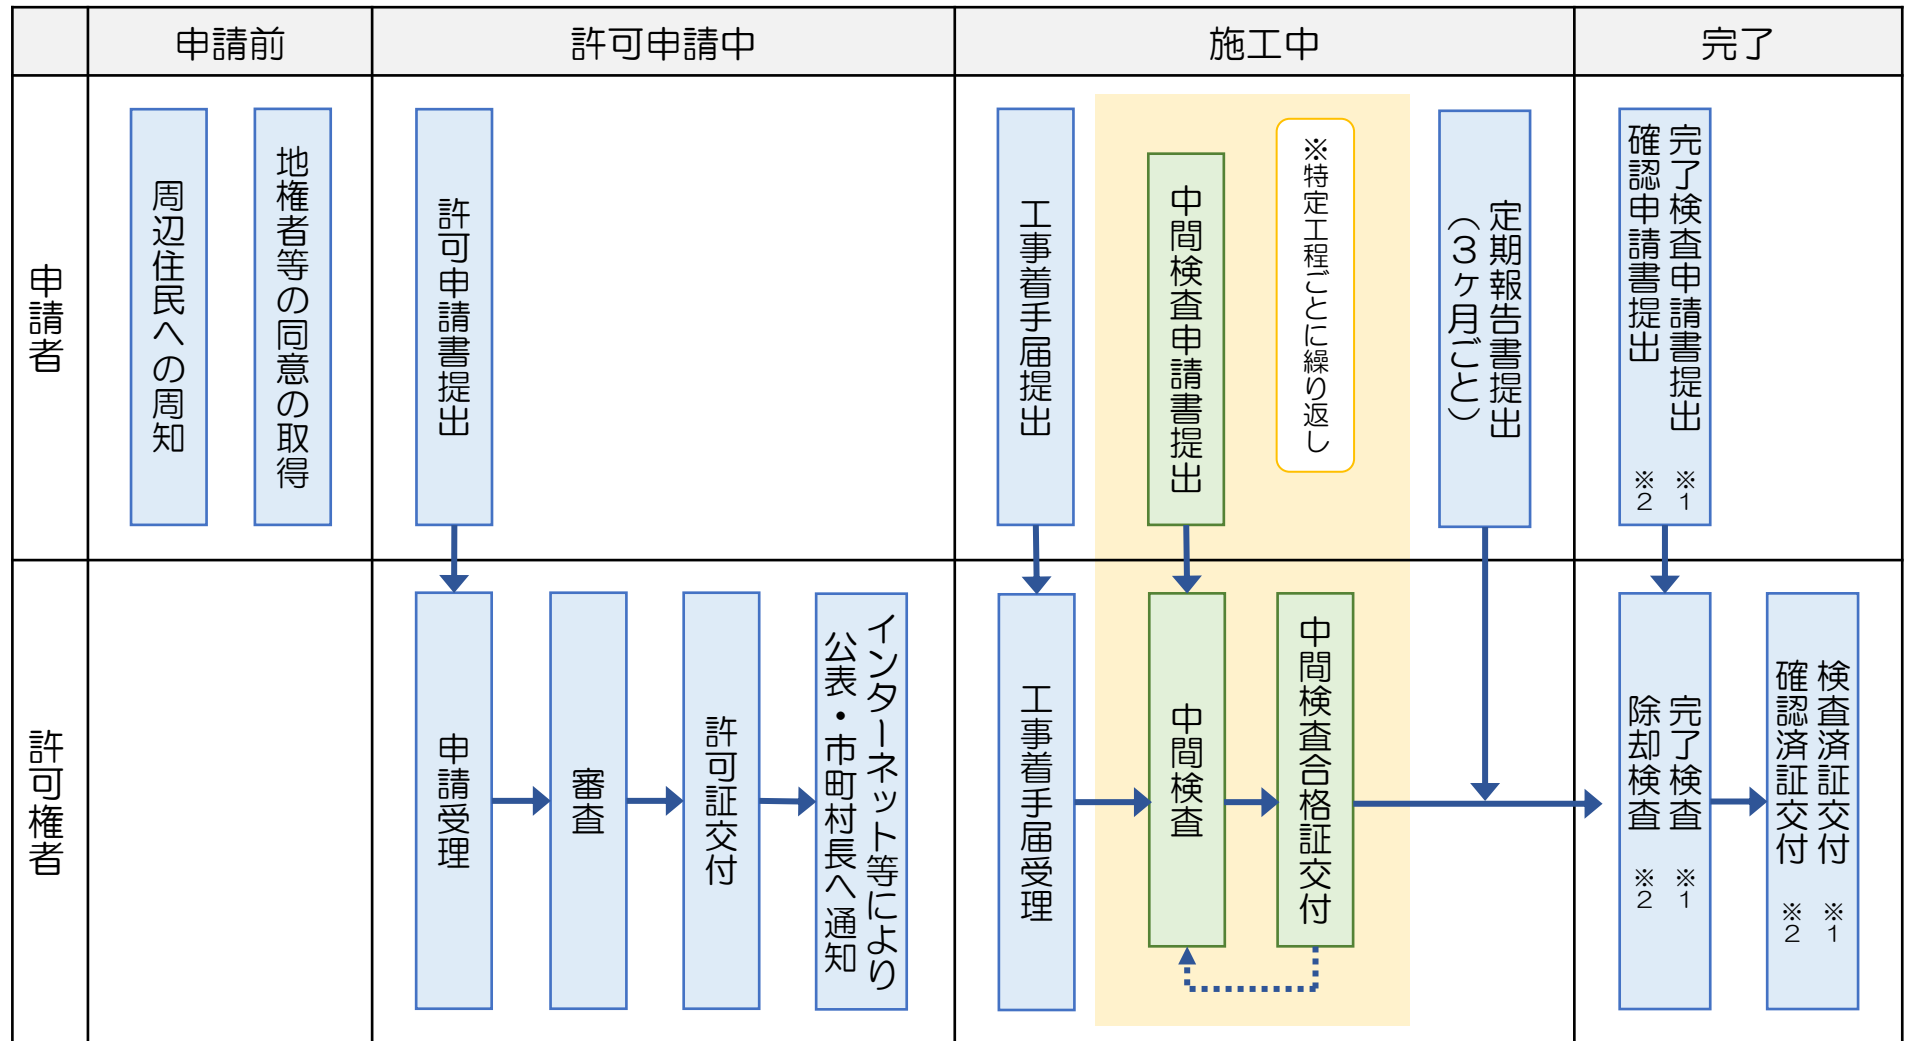 申請前
許可申請中
施工中
完了
申請者
周辺住民への周知
地権者等の同意の取得
許可申請書提出
工事着手届提出
中間検査申請書提出
※特定工程ごとに繰り返し
定期報告書提出
（３ヶ月ごと）
完了検査申請書提出 ※1
確認申請書提出 ※2
許可権者
申請受理
審査
許可証交付
インターネット等により
公表・市町村長へ通知
工事着手届受理
中間検査
中間検査合格証交付
完了検査 ※1
除却検査 ※2
検査済証交付 ※1
確認済証交付 ※2